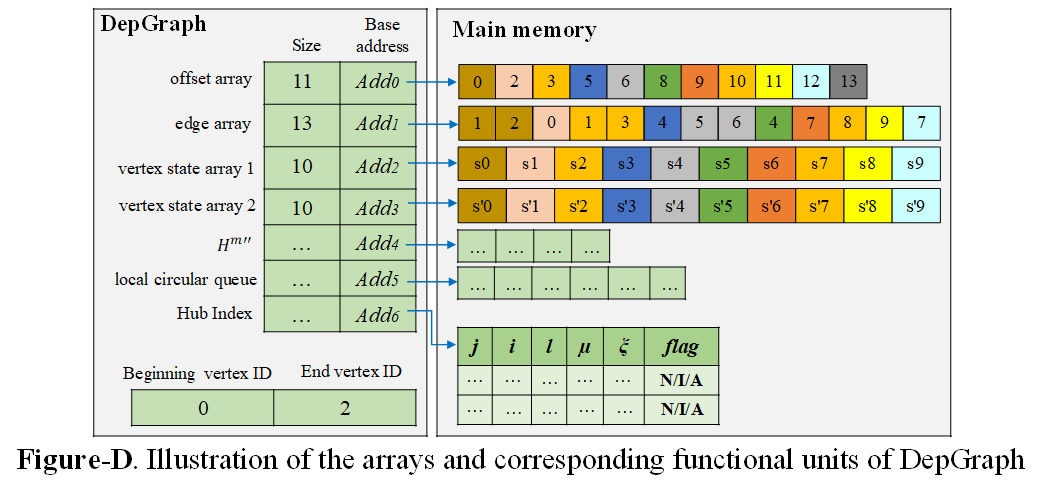 DepGraph
Size
Base
address
offset array 11 Add0
edge array 13 Add1
vertex state array 1 10 Add2
vertex state array 2 10 Add3
Hᵐ″ ... Add4
local circular queue ... Add5
Hub Index ... Add6
Beginning vertex ID End vertex ID
0 2
Main memory
0 2 3 5 6 8 9 10 11 12 13
1 2 0 1 3 4 5 6 4 7 8 9 7
s0 s1 s2 s3 s4 s5 s6 s7 s8 s9
s'0 s'1 s'2 s'3 s'4 s'5 s'6 s'7 s'8 s'9
... ... ... ...
... ... ... ... ... ...
j i l μ ξ flag
... ... ... ... ... N/I/A
... ... ... ... ... N/I/A
Figure-D. Illustration of the arrays and corresponding functional units of DepGraph